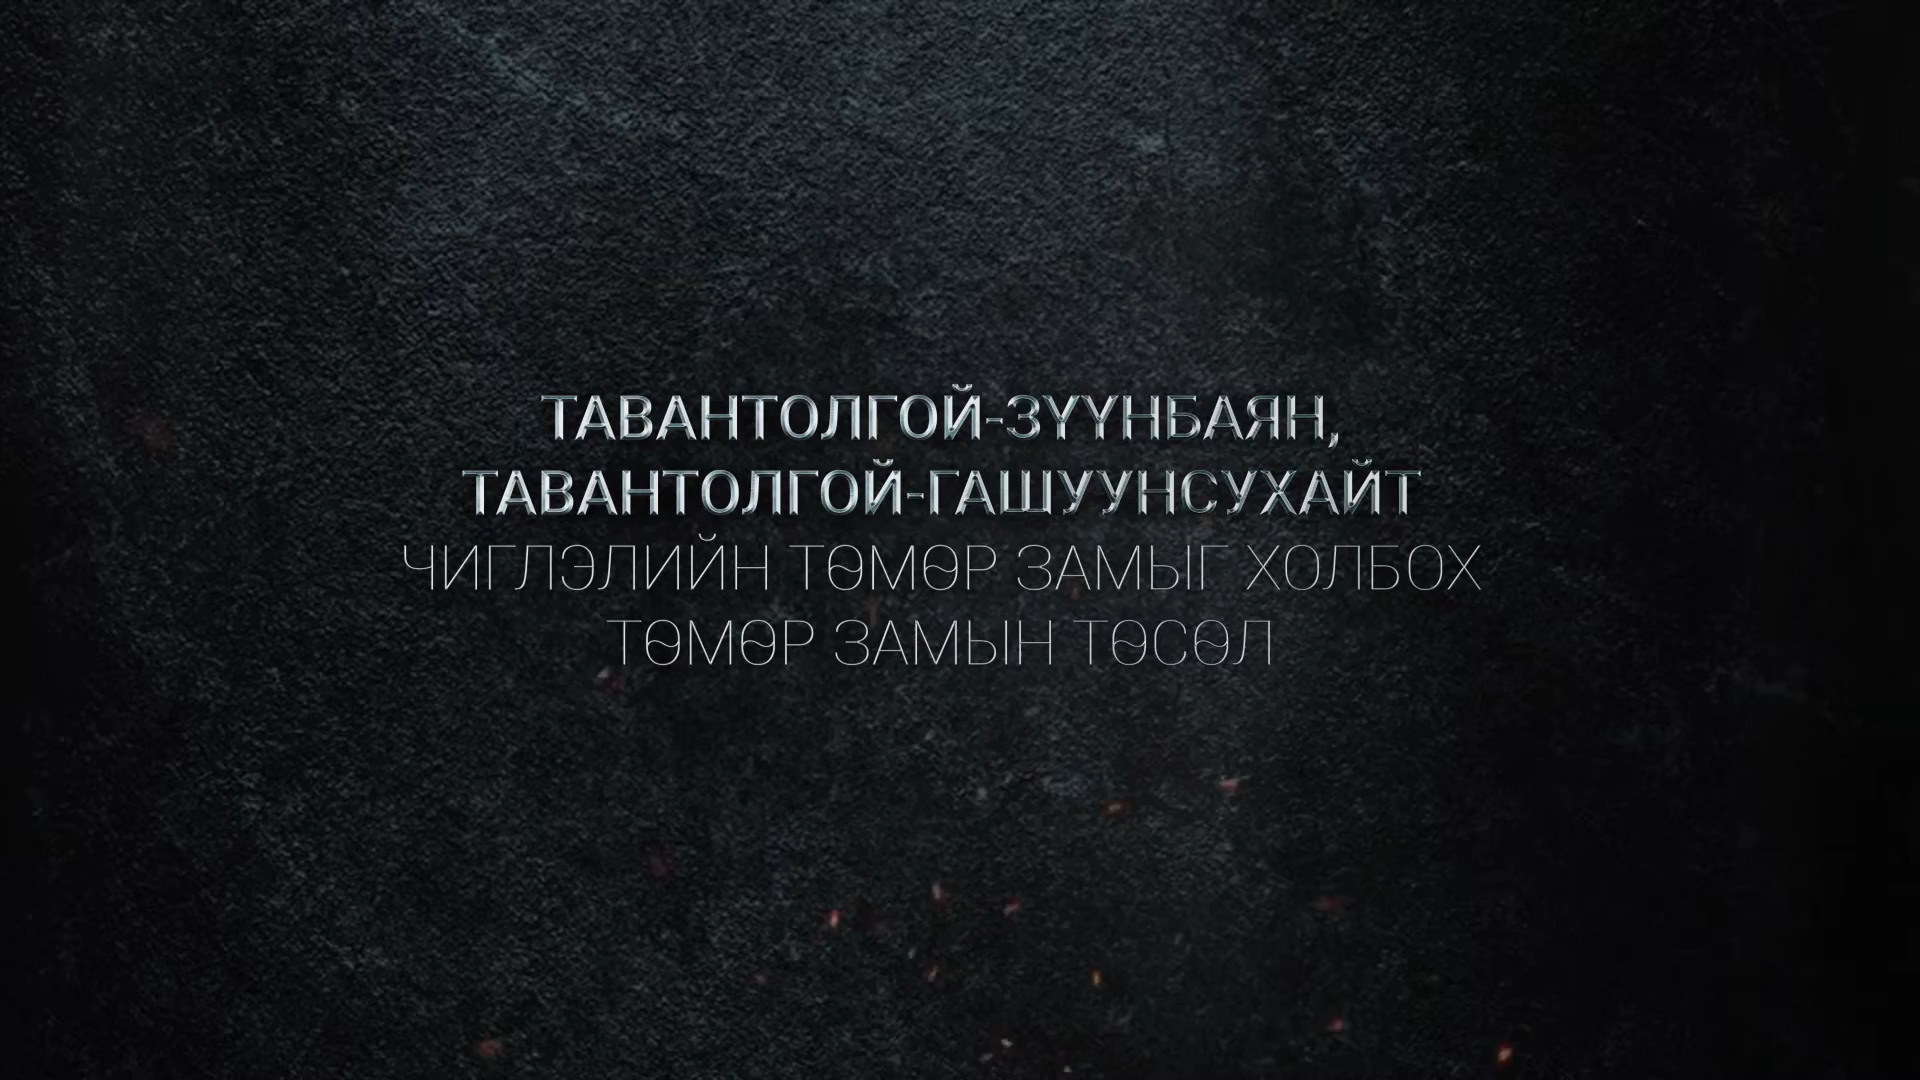 ТАВАНТОЛГОЙ-ЗҮҮНБАЯН,
ТАВАНТОЛГОЙ-ГАШУУНСУХАЙТ
ЧИГЛЭЛИЙН ТӨМӨР ЗАМЫГ ХОЛБОХ
ТӨМӨР ЗАМЫН ТӨСӨЛ